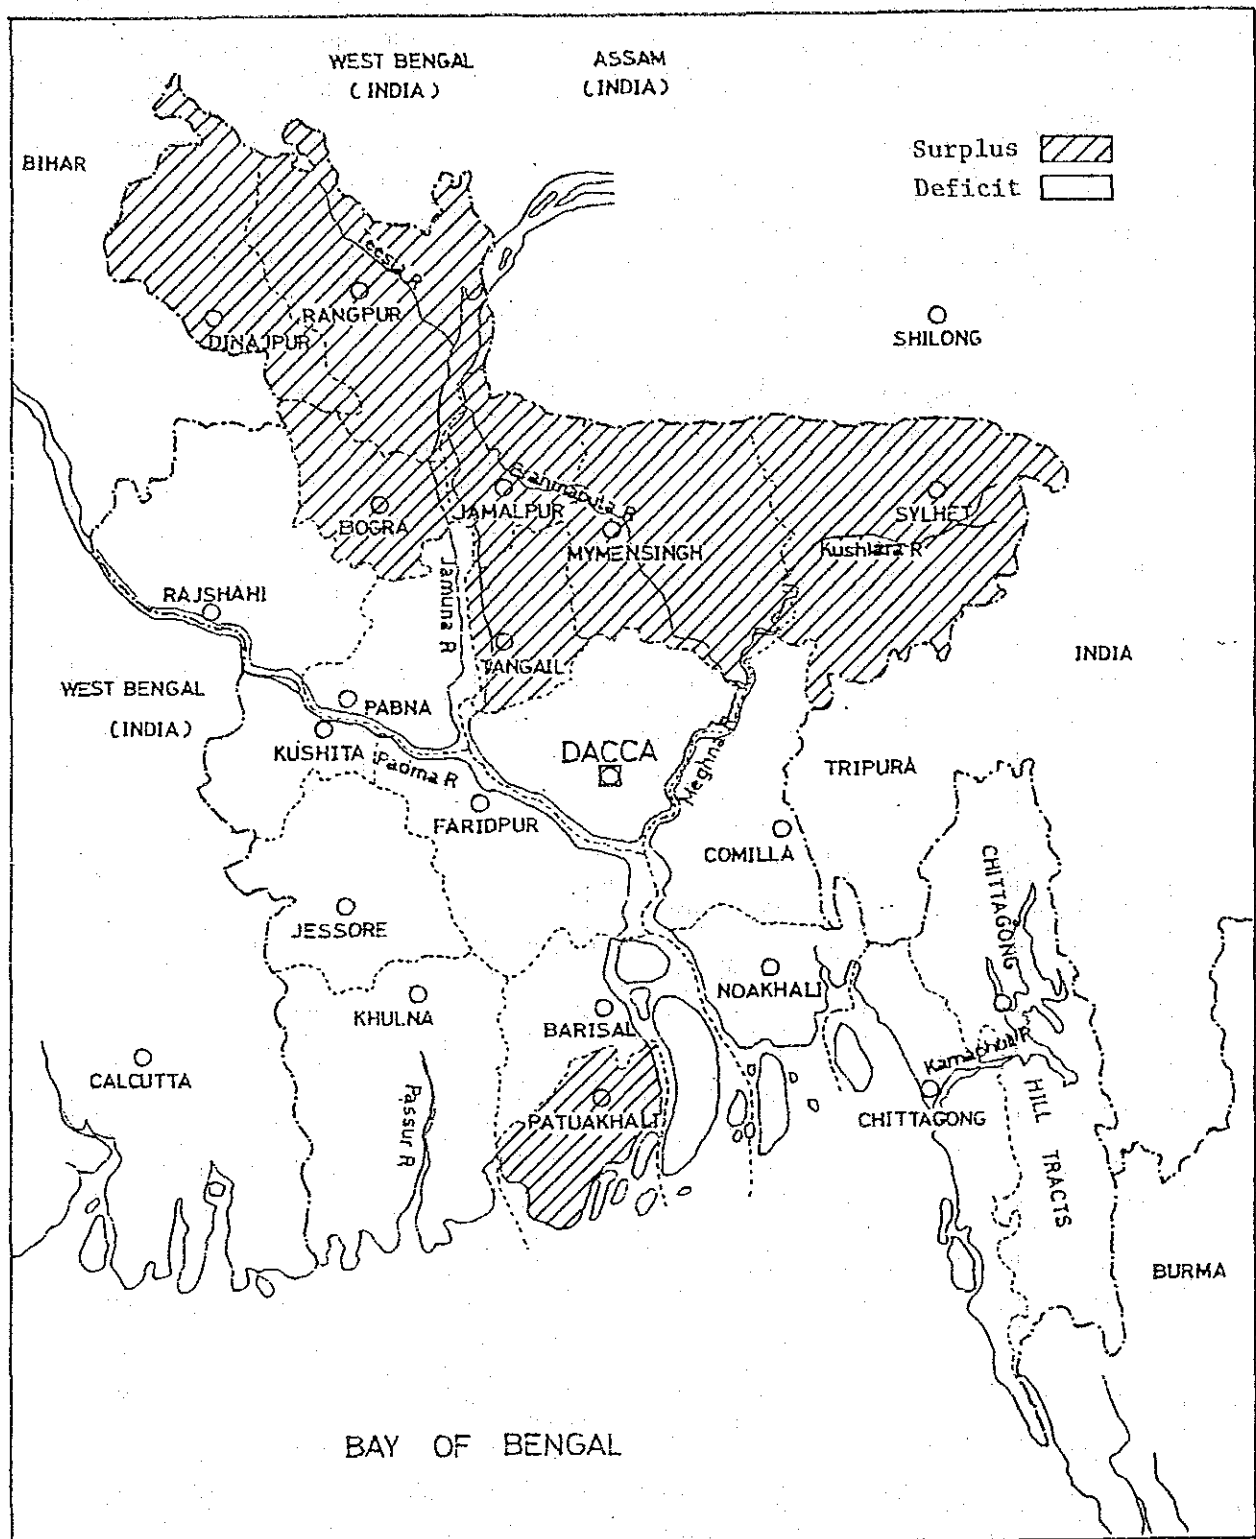 WEST BENGAL
(INDIA)
ASSAM
(INDIA)
BIHAR
Surplus
Deficit
Teesta R
RANGPUR
DINAJPUR
SHILONG
BOGRA
JAMALPUR
MYMENSINGH
SYLHET
Kushiara R
RAJSHAHI
Jamuna R
TANGAIL
INDIA
WEST BENGAL
(INDIA)
PABNA
KUSHITA
Padma R
DACCA
Meghna R
TRIPURA
FARIDPUR
COMILLA
CHITTAGONG
JESSORE
NOAKHALI
KHULNA
BARISAL
CALCUTTA
Pasur R
PATUAKHALI
CHITTAGONG
HILL TRACTS
BURMA
BAY OF BENGAL